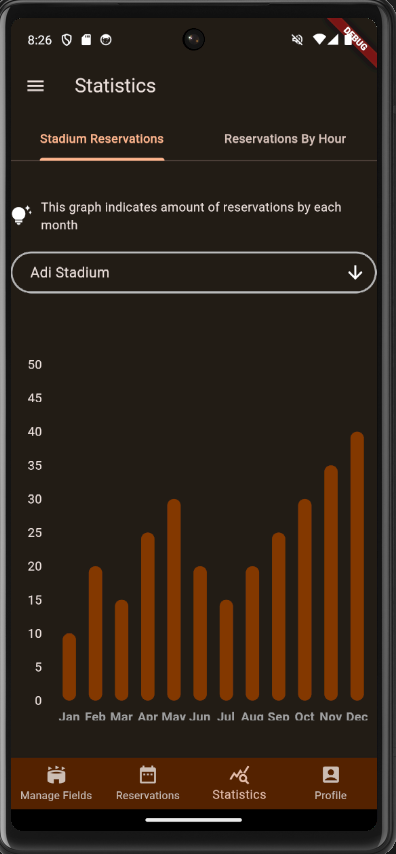 8:26
DEBUG
Statistics
Stadium Reservations
Reservations By Hour
This graph indicates amount of reservations by each
month
Adi Stadium
50
45
40
35
30
25
20
15
10
5
0
Jan Feb Mar Apr May Jun Jul Aug Sep Oct Nov Dec
Manage Fields Reservations Statistics Profile